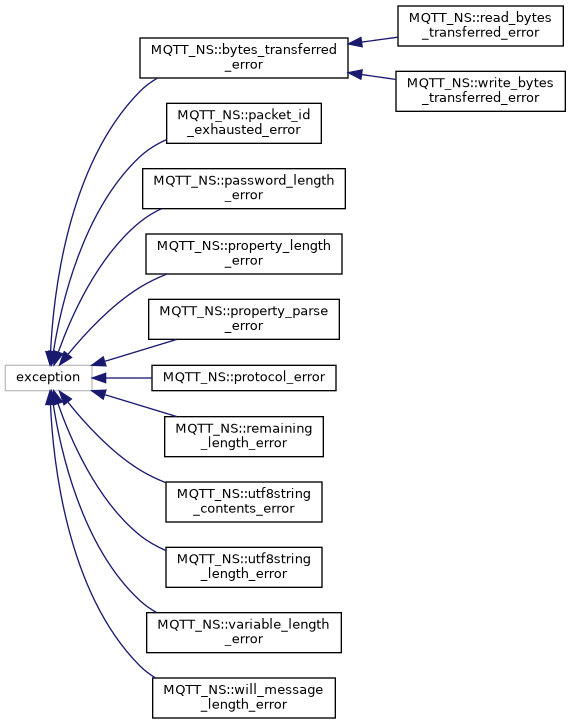 MQTT_NS::read_bytes
_transferred_error
MQTT_NS::bytes_transferred
_error
MQTT_NS::write_bytes
_transferred_error
MQTT_NS::packet_id
_exhausted_error
MQTT_NS::password_length
_error
MQTT_NS::property_length
_error
MQTT_NS::property_parse
_error
exception
MQTT_NS::protocol_error
MQTT_NS::remaining
_length_error
MQTT_NS::utf8string
_contents_error
MQTT_NS::utf8string
_length_error
MQTT_NS::variable_length
_error
MQTT_NS::will_message
_length_error